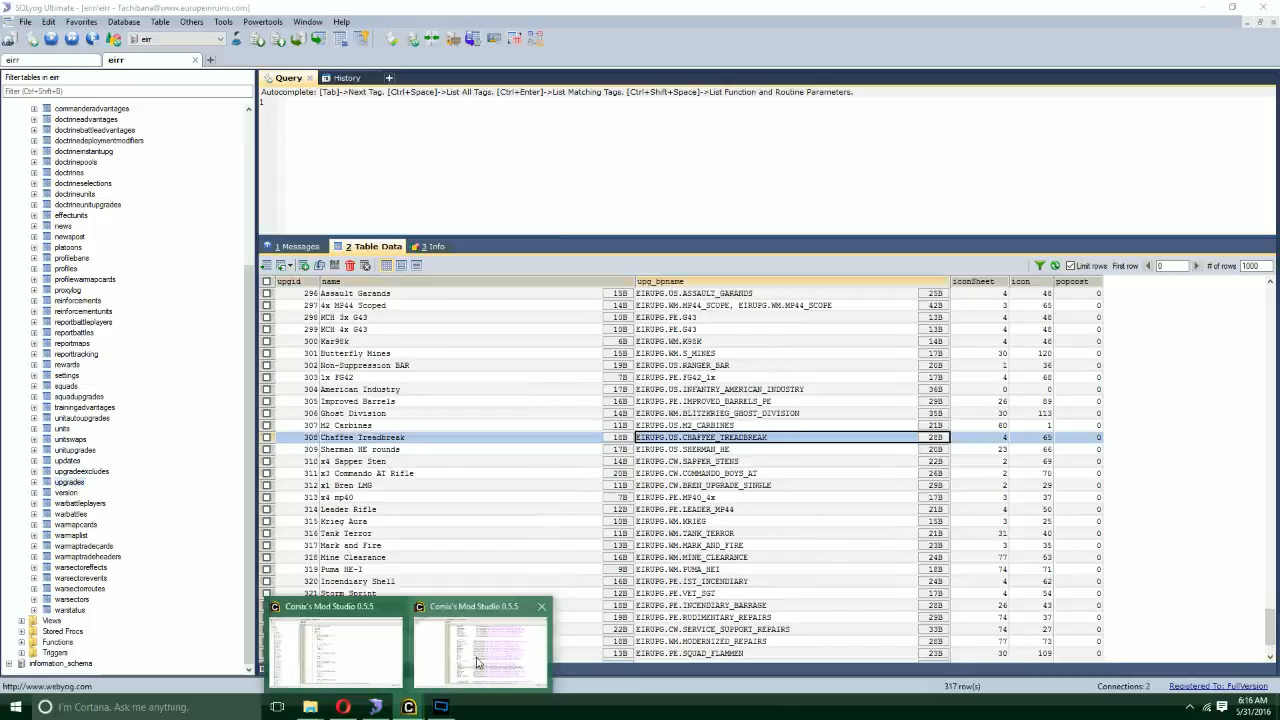 SQLyog Ultimate - [err/err - Tachibana@www.europeinruins.com]
File Edit Favorites Database Table Others Tools Powertools Window Help
eirr
eirr eirr
Filter tables in err
Filter (Ctrl+Shift+B)
commanderadvantages
doctrineadvantages
doctrinebattleadvantages
doctrinedeploymentmodifiers
doctrineinstantupg
doctrinepools
doctrines
doctrineselections
doctrineunits
doctrineunitupgrades
effectunits
news
newspost
platoons
profilebans
profiles
profilewarmapcards
proxylog
reinforcements
reinforcementunits
reportbattleplayers
reportbattles
reportmaps
reporttracking
rewards
settings
squads
squadupgrades
trainingadvantages
unitautoupgrades
units
unitswaps
unitupgrades
updates
upgradeexcludes
upgrades
version
warbattleplayers
warbattles
warmapcards
warmaplist
warmaptradecards
warmaptradeheaders
warsectoreffects
warsectorevents
warsectorroutes
warsectors
warstatus
Views
Stored Procs
Functions
Triggers
information_schema
Query History
Autocomplete: [Tab]->Next Tag. [Ctrl+Space]->List All Tags. [Ctrl+Enter]->List Matching Tags. [Ctrl+Shift+Space]->List Function and Routine Parameters.
1
1 Messages 2 Table Data 3 Info
Limit rows First row 0 # of rows 1000
upgid name upg_bpname iconSheet icon popcost
296 Assault Garands 15B EIRUPG.US.ASSAULT_GARANDS 25B 4 48 0
297 4x MP44 Scoped 14B EIRUPG.WM.MP44_SCOPE, EIRUPG.WM.MP44_SCOPE 42B 3 65 0
298 KCH 3x G43 10B EIRUPG.PE.G43 13B 4 48 0
299 KCH 4x G43 10B EIRUPG.PE.G43 13B 4 48 0
300 Kar98k 6B EIRUPG.WM.K98K 14B 4 48 0
301 Butterfly Mines 15B EIRUPG.WM.S_MINES 17B 30 120 0
302 Non-Suppression BAR 19B EIRUPG.US.RANGER_BAR 20B 1 36 0
303 1x FG42 7B EIRUPG.PE.FG42_1x 17B 4 68 0
304 American Industry 17B EIRUPG.US.INFANTRY_AMERICAN_INDUSTRY 36B 0 0 0
305 Improved Barrels 16B EIRUPG.PE.IMPROVED_BARRELS_PE 29B 26 89 0
306 Ghost Division 14B EIRUPG.WM.BLITZKRIEG_GHOST_DIVISION 35B 30 113 0
307 M2 Carbines 11B EIRUPG.US.M2_CARBINES 21B 60 1 0
308 Chaffee Treadbreak 18B EIRUPG.US.CHAFFEE_TREADBREAK 28B 4 65 0
309 Sherman HE rounds 17B EIRUPG.US.SHERMAN_HE 20B 23 66 0
310 x4 Sapper Sten 14B EIRUPG.CW.SAPPER_STENS 22B 2 69 0
311 x3 Commando AT Rifle 20B EIRUPG.CW.COMMANDO_BOYS_AT 26B 2 70 0
312 x1 Bren LMG 11B EIRUPG.CW.BREN_UPGRADE_SINGLE 29B 2 29 0
313 x4 mp40 7B EIRUPG.PE.MP40_4x 17B 3 37 0
314 Leader Rifle 12B EIRUPG.PE.LEADER_MP44 21B 4 50 0
315 Krieg Aura 10B EIRUPG.WM.KRIEG 15B 3 25 0
316 Tank Terror 11B EIRUPG.WM.TANK_TERROR 21B 31 40 0
317 Mark and Fire 13B EIRUPG.WM.MARK_AND_FIRE 23B 3 35 0
318 Mine Clearance 14B EIRUPG.WM.MINE_CLEARANCE 24B 77 53 0
319 Puma HE-I 9B EIRUPG.WM.PUMA_HEI 18B 74 71 0
320 Incendiary Shell 16B EIRUPG.PE.IST_INCENDIARY 24B 4 62 0
Storm Sprint EIRUPG.PE.VET_SGT 17B 4 0
EIRUPG.PE.INCENDIARY_BARRAGE 28B 26 43 0
EIRUPG.PE.RUDIMENTARY_REPAIRS 29B 74 37 0
EIRUPG.CW.SERVICE_SUPPORT_REPAIRS 33B 74 27 0
EIRUPG.WM.MODERNIZED_REPAIRS 28B 77 73 0
EIRUPG.PE.SQUAD_FLAMMEN 23B 30 109 0
Corsix's Mod Studio 0.5.5 Corsix's Mod Studio 0.5.5
http://www.webyog.com/ 317 row(s) Connections: 2 Registered To: FullVersion
I'm Cortana. Ask me anything. 6:16 AM
5/31/2016